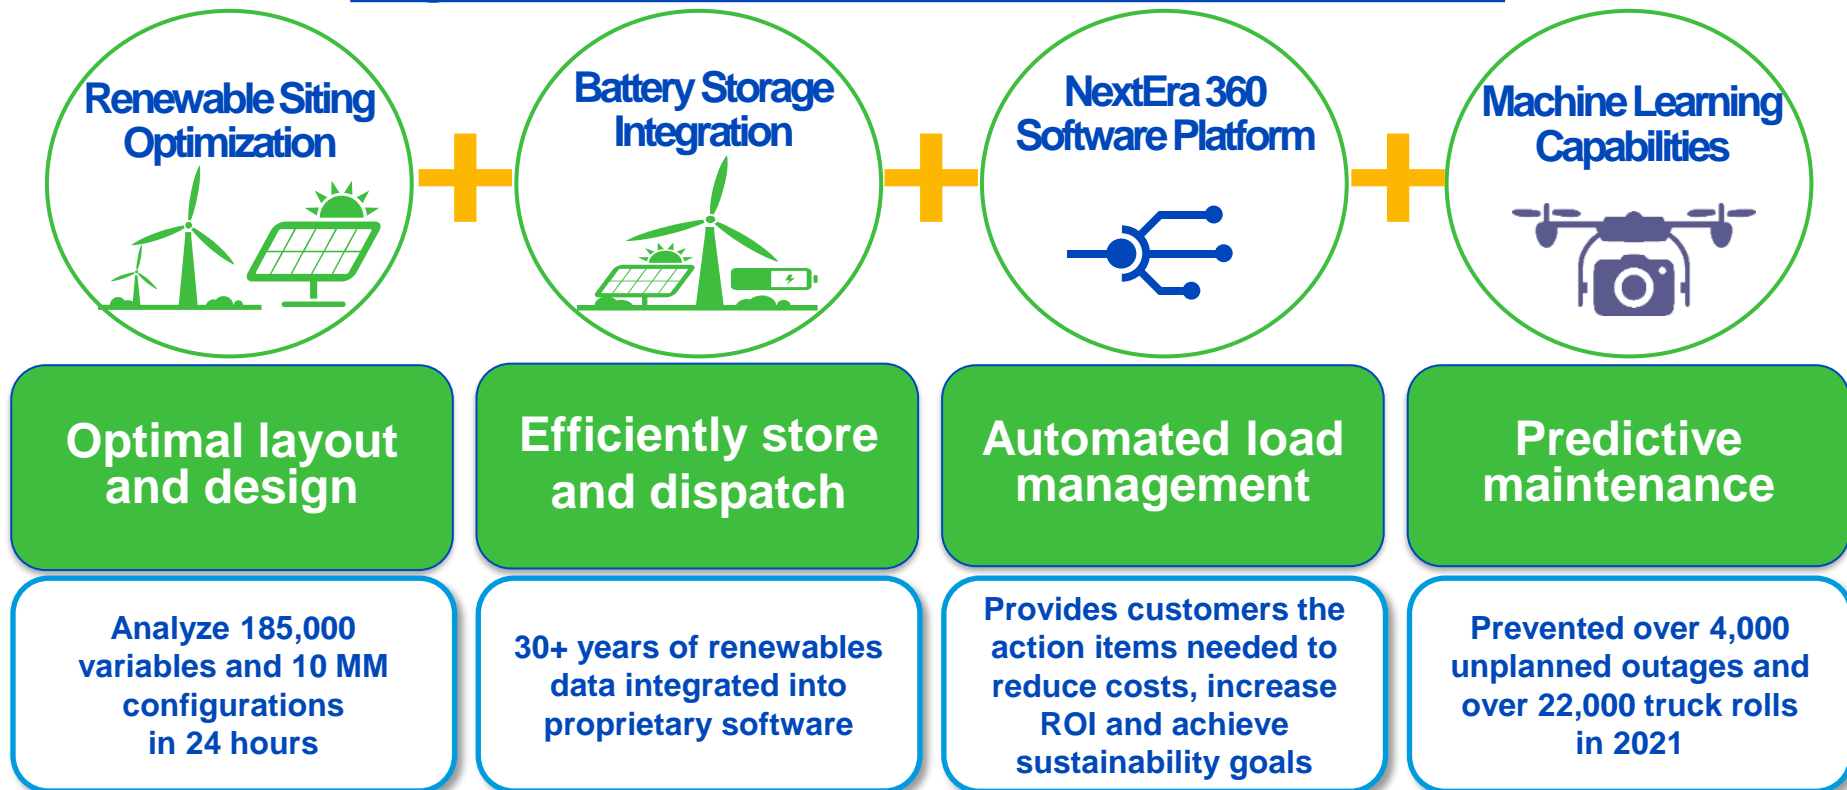 Renewable Siting
Optimization
Battery Storage
Integration
NextEra 360
Software Platform
Machine Learning
Capabilities
Optimal layout
and design
Efficiently store
and dispatch
Automated load
management
Predictive
maintenance
Analyze 185,000
variables and 10 MM
configurations
in 24 hours
30+ years of renewables
data integrated into
proprietary software
Provides customers the
action items needed to
reduce costs, increase
ROI and achieve
sustainability goals
Prevented over 4,000
unplanned outages and
over 22,000 truck rolls
in 2021